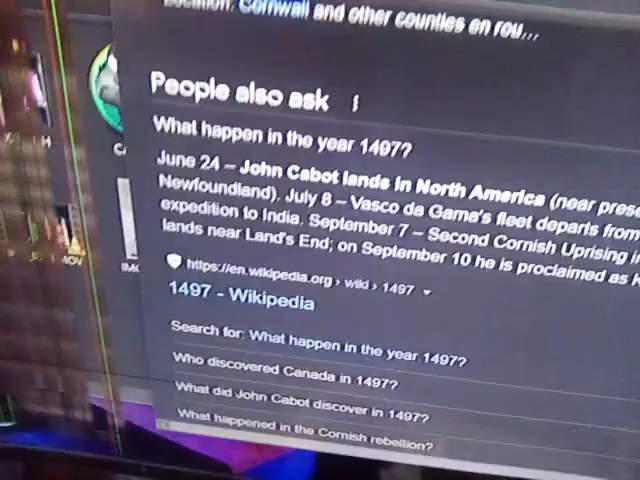 Location: Cornwall and other counties en rou...
People also ask
What happen in the year 1497?
June 24 – John Cabot lands in North America (near prese
Newfoundland). July 8 – Vasco da Gama's fleet departs from
expedition to India. September 7 – Second Cornish Uprising in
lands near Land's End; on September 10 he is proclaimed as K
https://en.wikipedia.org › wiki › 1497
1497 - Wikipedia
Search for: What happen in the year 1497?
Who discovered Canada in 1497?
What did John Cabot discover in 1497?
What happened in the Cornish rebellion?